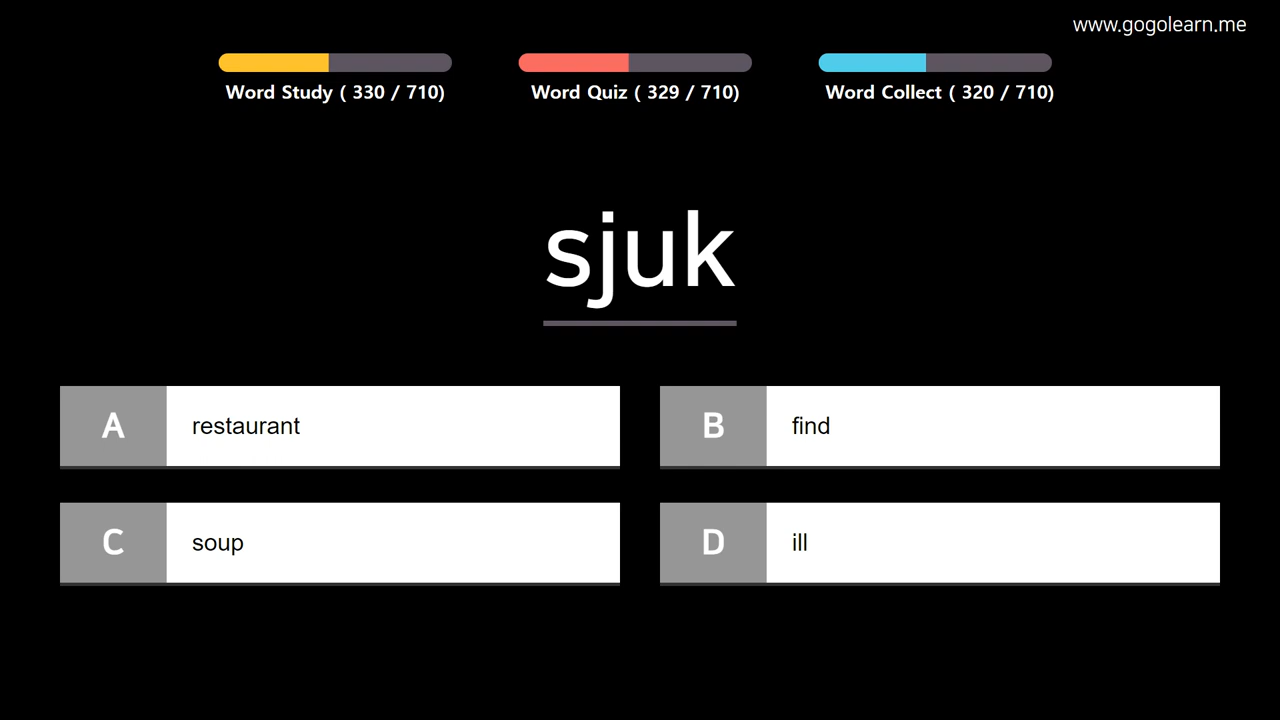 www.gogolearn.me
Word Study ( 330 / 710)
Word Quiz ( 329 / 710)
Word Collect ( 320 / 710)
sjuk
A restaurant
B find
C soup
D ill